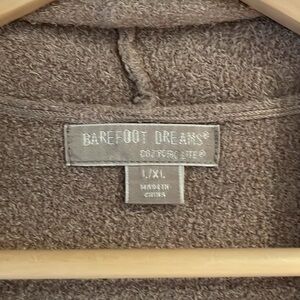 BAREFOOT DREAMS®
COZYCHIC LITE®
L/XL
MADE IN
CHINA